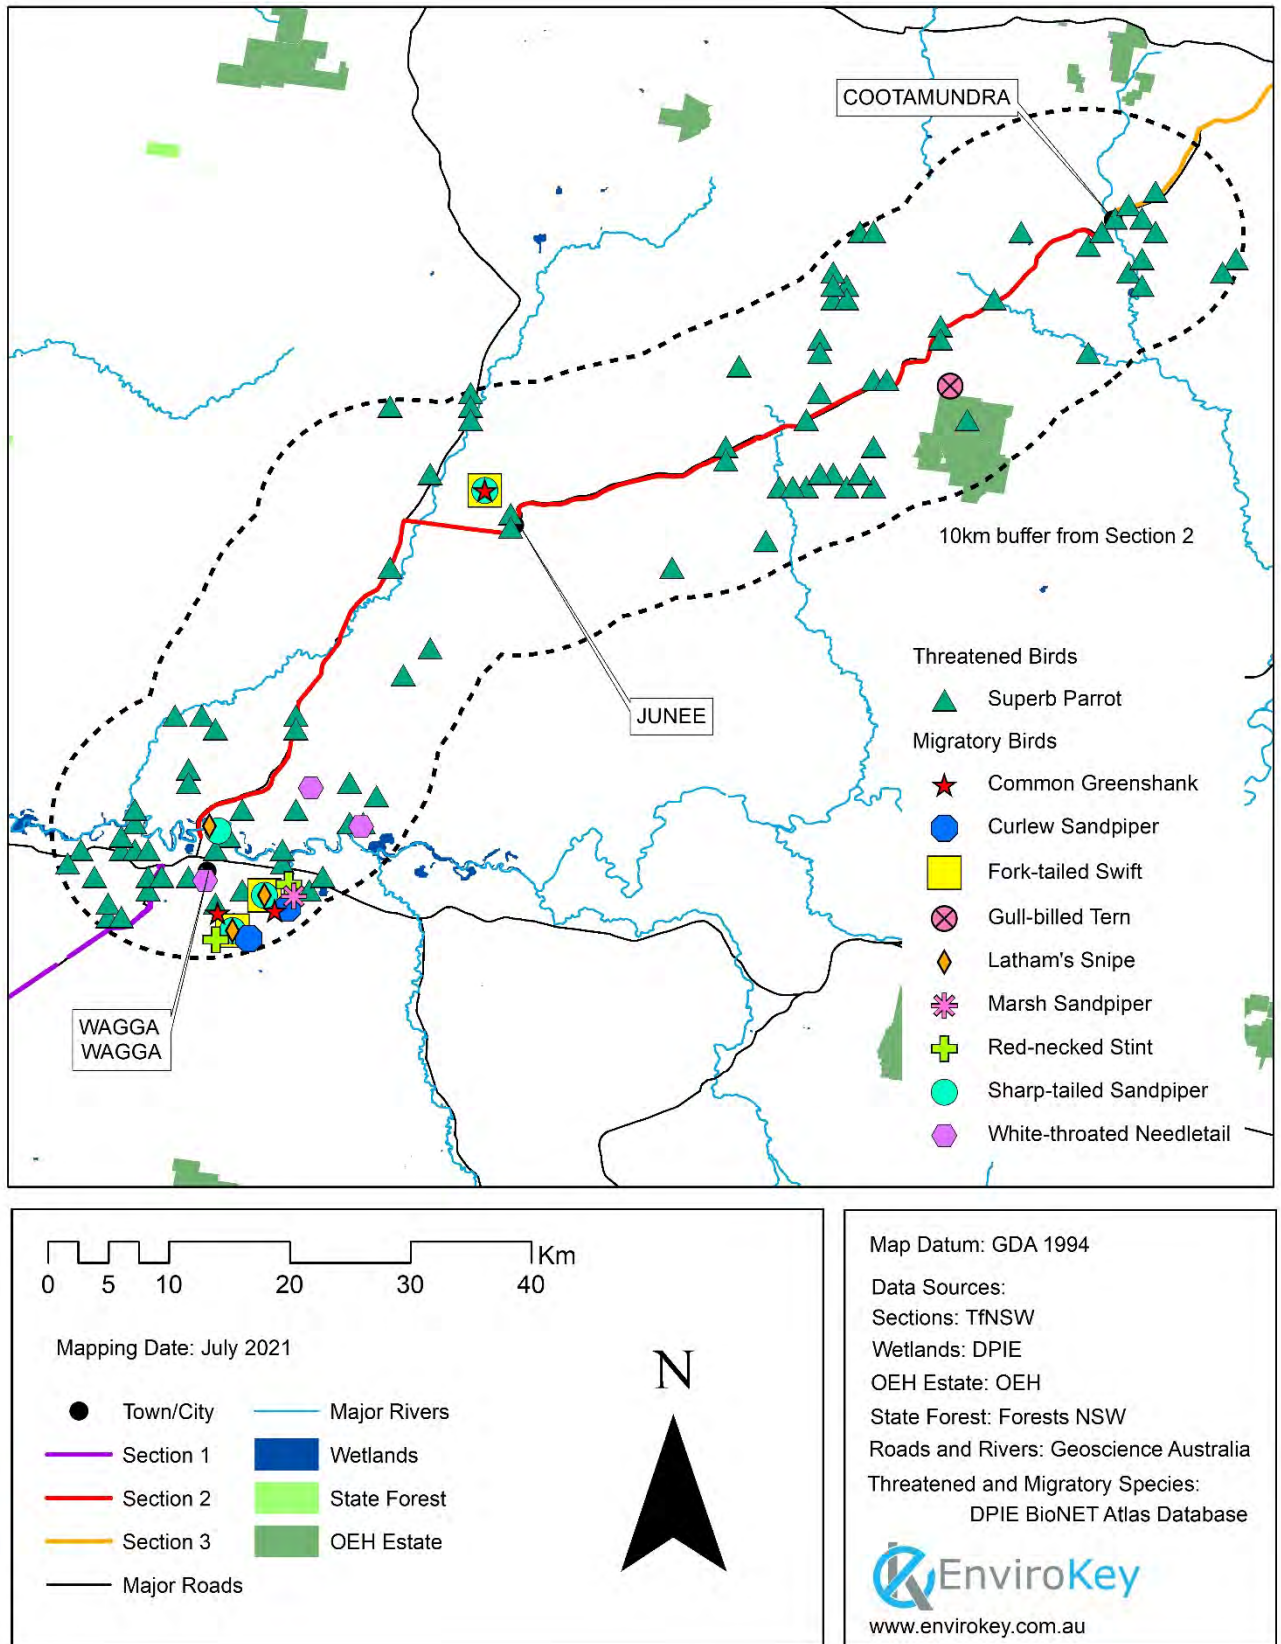 COOTAMUNDRA
10km buffer from Section 2
JUNEE
WAGGA
WAGGA
Threatened Birds
Superb Parrot
Migratory Birds
Common Greenshank
Curlew Sandpiper
Fork-tailed Swift
Gull-billed Tern
Latham's Snipe
Marsh Sandpiper
Red-necked Stint
Sharp-tailed Sandpiper
White-throated Needletail
Km
0 5 10 20 30 40
Mapping Date: July 2021
Town/City
Section 1
Section 2
Section 3
Major Roads
Major Rivers
Wetlands
State Forest
OEH Estate
N
Map Datum: GDA 1994
Data Sources:
Sections: TfNSW
Wetlands: DPIE
OEH Estate: OEH
State Forest: Forests NSW
Roads and Rivers: Geoscience Australia
Threatened and Migratory Species:
DPIE BioNET Atlas Database
EnviroKey
www.envirokey.com.au